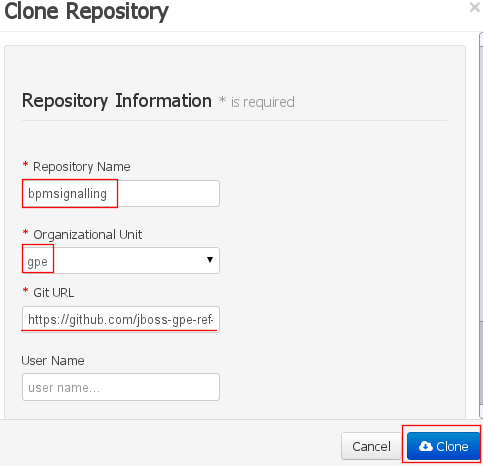 Clone Repository
×
Repository Information * is required
* Repository Name
bpmsignalling
* Organizational Unit
gpe
* Git URL
https://github.com/jboss-gpe-ref-
User Name
user name...
Cancel
Clone